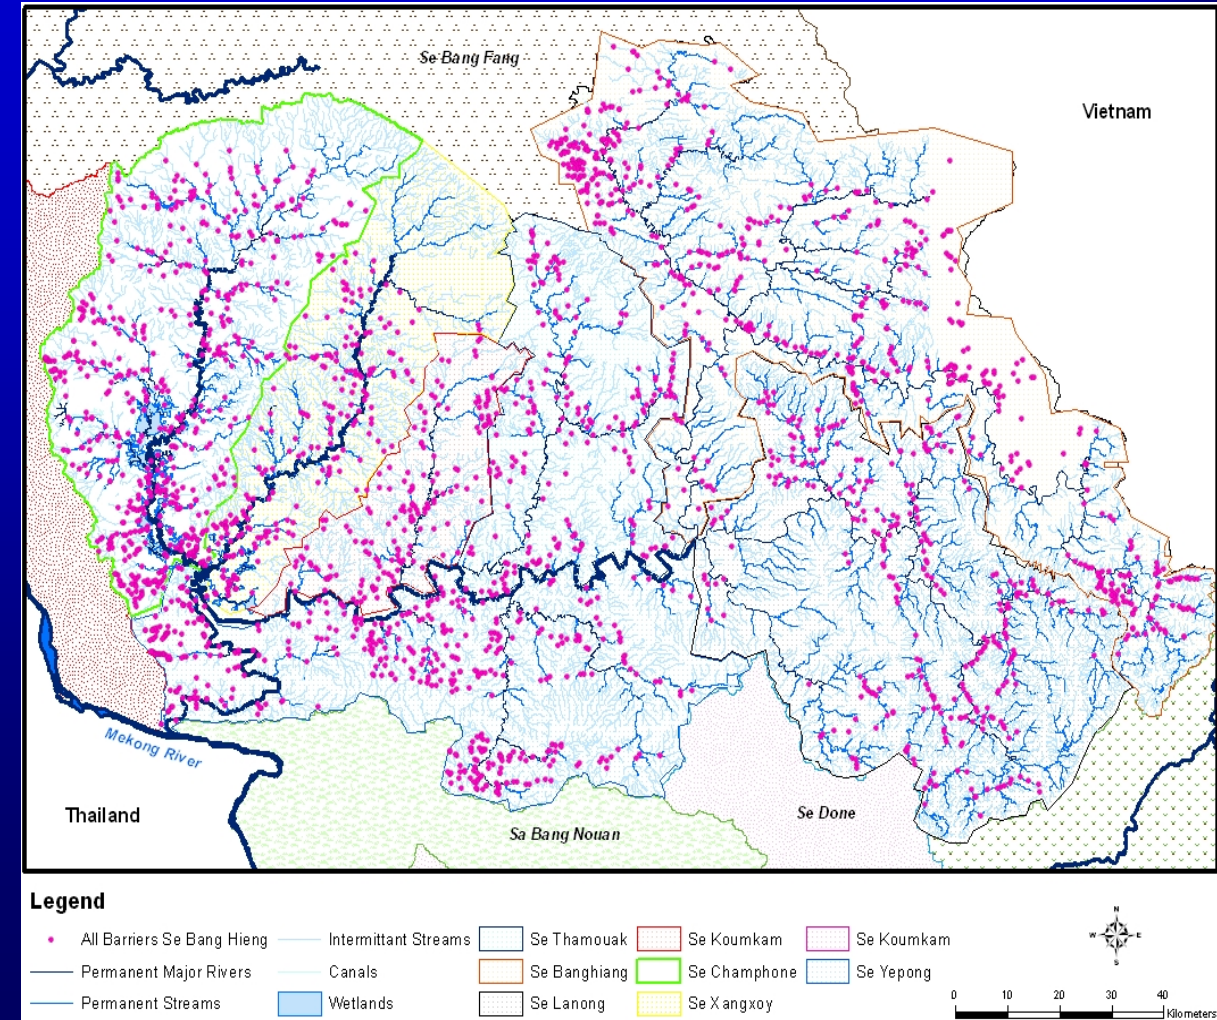 Se Bang Fang
Vietnam
Mekong River
Thailand
Sa Bang Nouan
Se Done
Legend
All Barriers Se Bang Hieng
Permanent Major Rivers
Permanent Streams
Intermittant Streams
Canals
Wetlands
Se Thamouak
Se Banghiang
Se Lanong
Se Koumkam
Se Champhone
Se Xangxoy
Se Koumkam
Se Yepong
N
W E
S
0 10 20 30 40
Kilometers